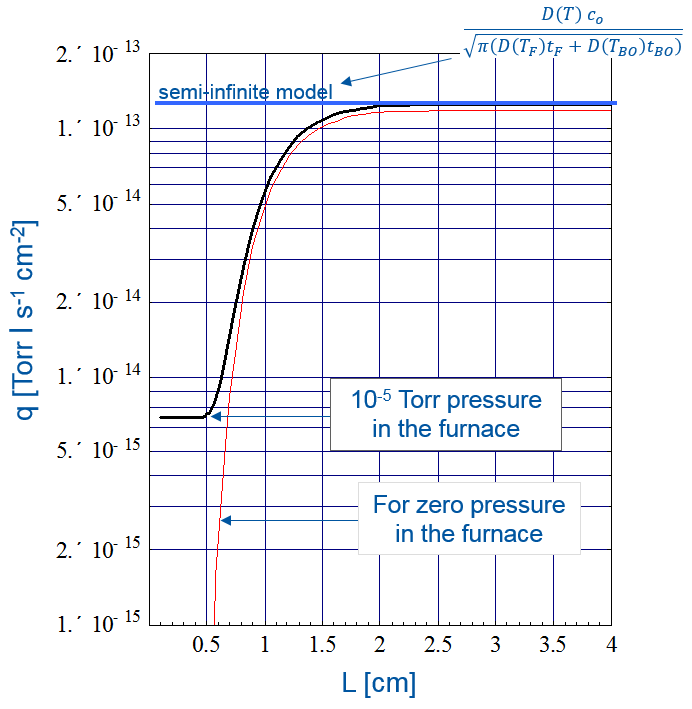 D(T) c₀
√π(D(T_F)t_F + D(T_BO)t_BO)
2.´ 10⁻¹³
semi-infinite model
1.´ 10⁻¹³
5.´ 10⁻¹⁴
2.´ 10⁻¹⁴
1.´ 10⁻¹⁴
5.´ 10⁻¹⁵
2.´ 10⁻¹⁵
1.´ 10⁻¹⁵
q [Torr l s⁻¹ cm⁻²]
10⁻⁵ Torr pressure
in the furnace
For zero pressure
in the furnace
0.5 1 1.5 2 2.5 3 3.5 4
L [cm]